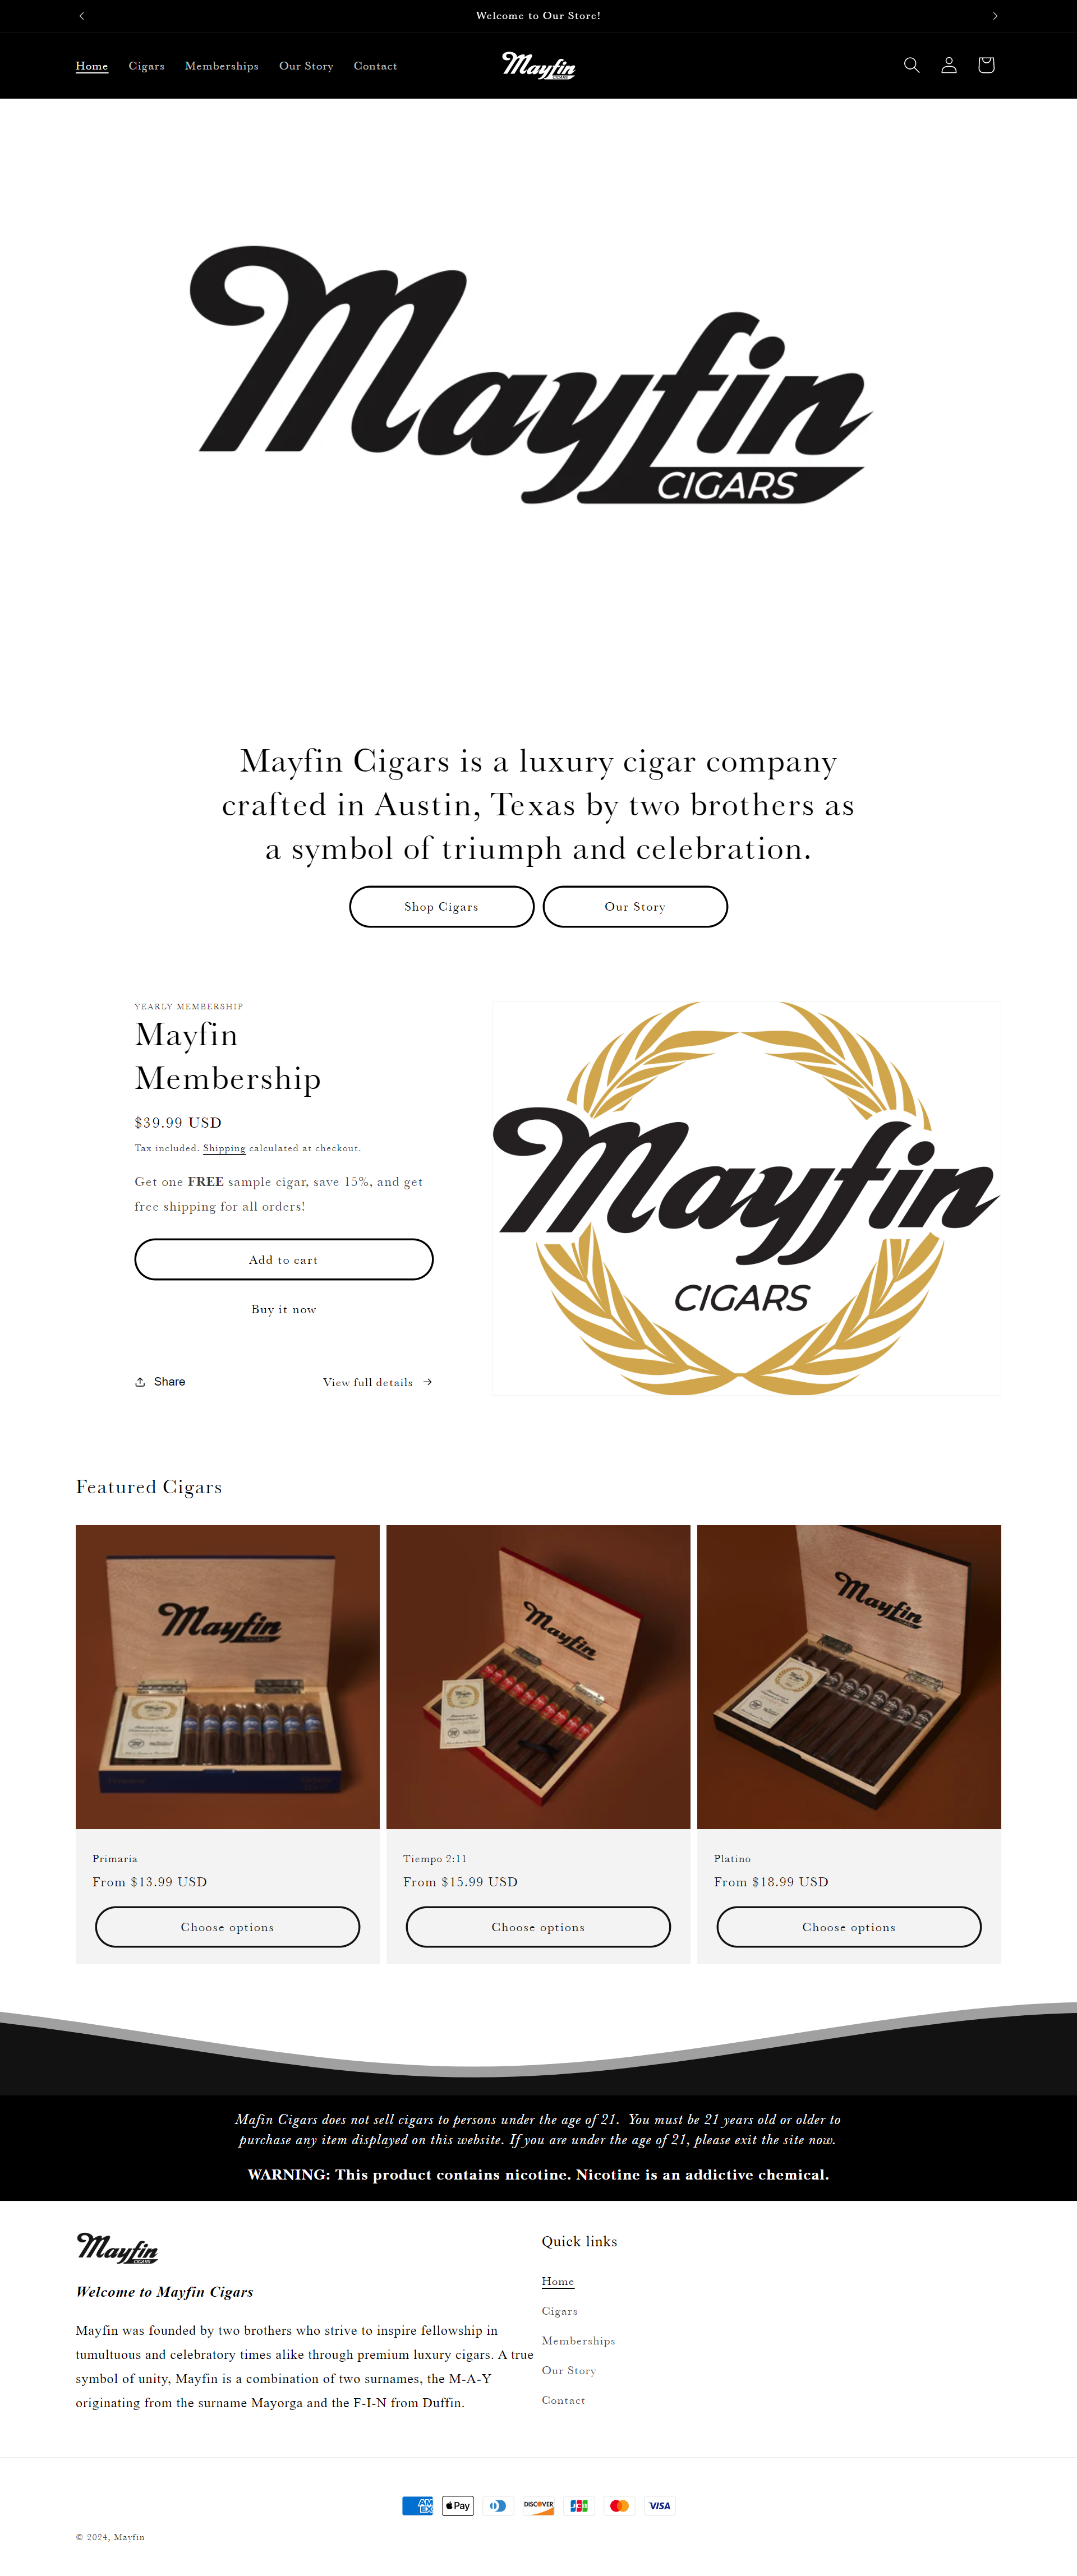 Welcome to Our Store!
Home Cigars Memberships Our Story Contact
Mayfin
CIGARS
Mayfin
CIGARS
Mayfin Cigars is a luxury cigar company
crafted in Austin, Texas by two brothers as
a symbol of triumph and celebration.
Shop Cigars Our Story
YEARLY MEMBERSHIP
Mayfin
Membership
$39.99 USD
Tax included. Shipping calculated at checkout.
Get one FREE sample cigar, save 15%, and get
free shipping for all orders!
Add to cart
Buy it now
Share View full details
Mayfin
CIGARS
Featured Cigars
Mayfin
CIGARS
Mayfin
CIGARS
Mayfin
CIGARS
Primaria
From $13.99 USD
Choose options
Tiempo 2:11
From $15.99 USD
Choose options
Platino
From $18.99 USD
Choose options
Mafin Cigars does not sell cigars to persons under the age of 21.  You must be 21 years old or older to
purchase any item displayed on this website. If you are under the age of 21, please exit the site now.
WARNING: This product contains nicotine. Nicotine is an addictive chemical.
Mayfin
CIGARS
Welcome to Mayfin Cigars
Mayfin was founded by two brothers who strive to inspire fellowship in
tumultuous and celebratory times alike through premium luxury cigars. A true
symbol of unity, Mayfin is a combination of two surnames, the M-A-Y
originating from the surname Mayorga and the F-I-N from Duffin.
Quick links
Home
Cigars
Memberships
Our Story
Contact
AMEX Pay DISCOVER JCB VISA
© 2024, Mayfin